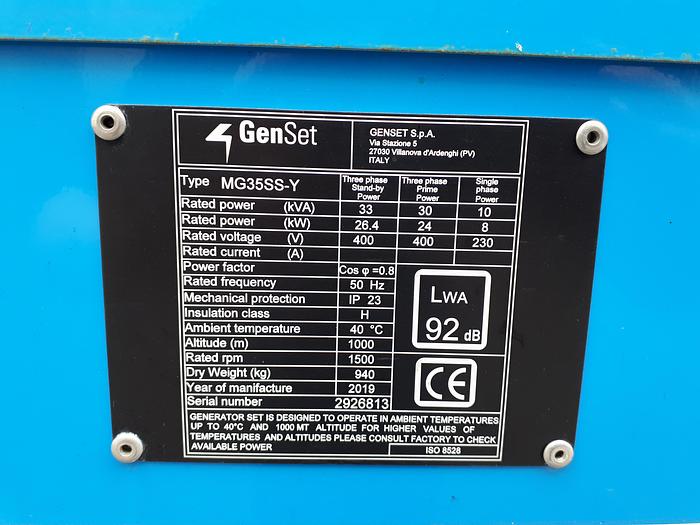 GenSet
GENSET S.p.A.
Via Stazione 5
27030 Villanova d'Ardenghi (PV)
ITALY
Type MG35SS-Y Three phase Stand-by Power Three phase Prime Power Single phase Power
Rated power (kVA) 33 30 10
Rated power (kW) 26.4 24 8
Rated voltage (V) 400 400 230
Rated current (A)
Power factor Cos φ =0.8
Rated frequency 50 Hz
Mechanical protection IP 23
Insulation class H
Ambient temperature 40 °C
Altitude (m) 1000
Rated rpm 1500
Dry Weight (kg) 940
Year of manifacture 2019
Serial number 2926813
LWA
92 dB
CE
GENERATOR SET IS DESIGNED TO OPERATE IN AMBIENT TEMPERATURES
UP TO 40°C AND 1000 MT ALTITUDE FOR HIGHER VALUES OF
TEMPERATURES AND ALTITUDES PLEASE CONSULT FACTORY TO CHECK
AVAILABLE POWER
ISO 8528